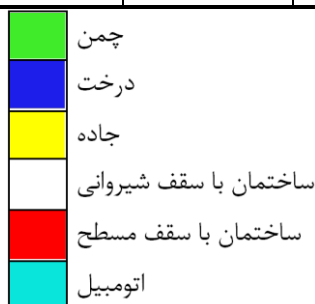 چمن
درخت
جاده
ساختمان با سقف شیروانی
ساختمان با سقف مسطح
اتومبیل